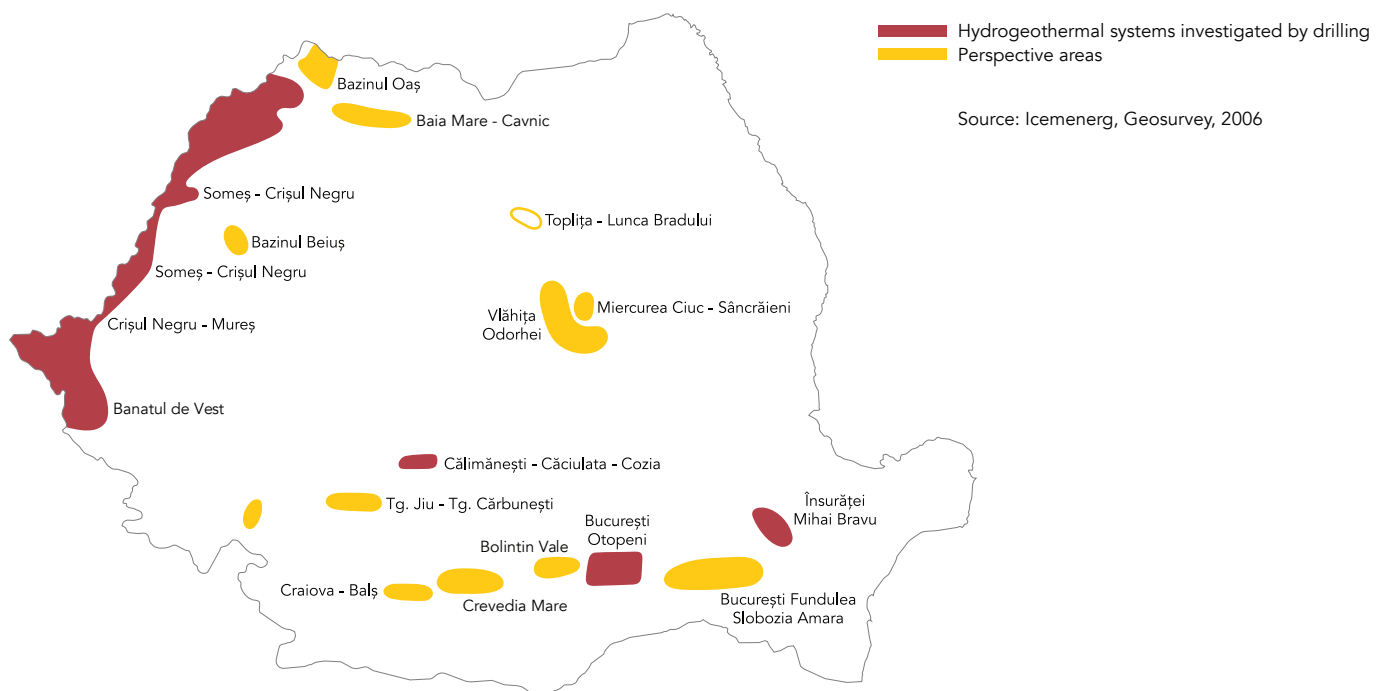 Hydrogeothermal systems investigated by drilling
Perspective areas
Source: Icemenerg, Geosurvey, 2006
Bazinul Oaș
Baia Mare - Cavnic
Someș - Crișul Negru
Toplița - Lunca Bradului
Bazinul Beiuș
Someș - Crișul Negru
Miercurea Ciuc - Sâncrăieni
Vlăhița
Odorhei
Crișul Negru - Mureș
Banatul de Vest
Călimănești - Căciulata - Cozia
Tg. Jiu - Tg. Cărbunești
Însurăței
Mihai Bravu
București
Otopeni
Bolintin Vale
Craiova - Balș
Crevedia Mare
București Fundulea
Slobozia Amara